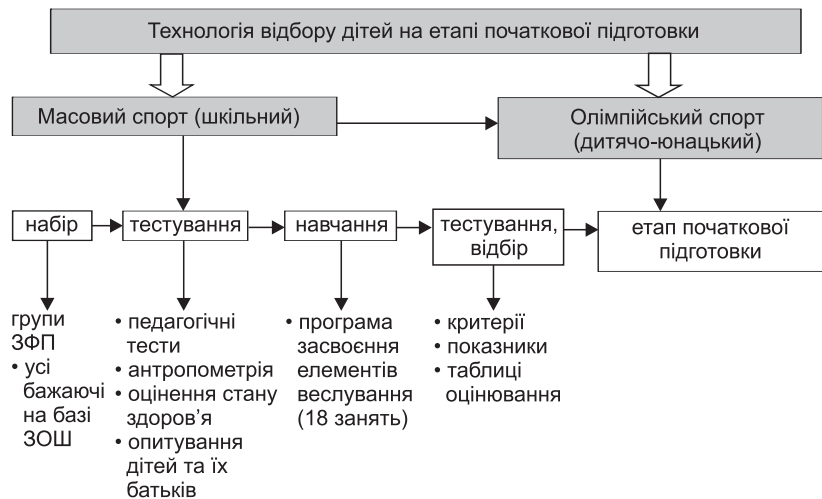 Технологія відбору дітей на етапі початкової підготовки
Масовий спорт (шкільний)
Олімпійський спорт
(дитячо-юнацький)
набір
тестування
навчання
тестування,
відбір
етап початкової
підготовки
групи
ЗФП
• усі
бажаючі
на базі
ЗОШ
• педагогічні
тести
• антропометрія
• оцінення стану
здоров’я
• опитування
дітей та їх
батьків
• програма
засвоєння
елементів
веслування
(18 занять)
• критерії
• показники
• таблиці
оцінювання